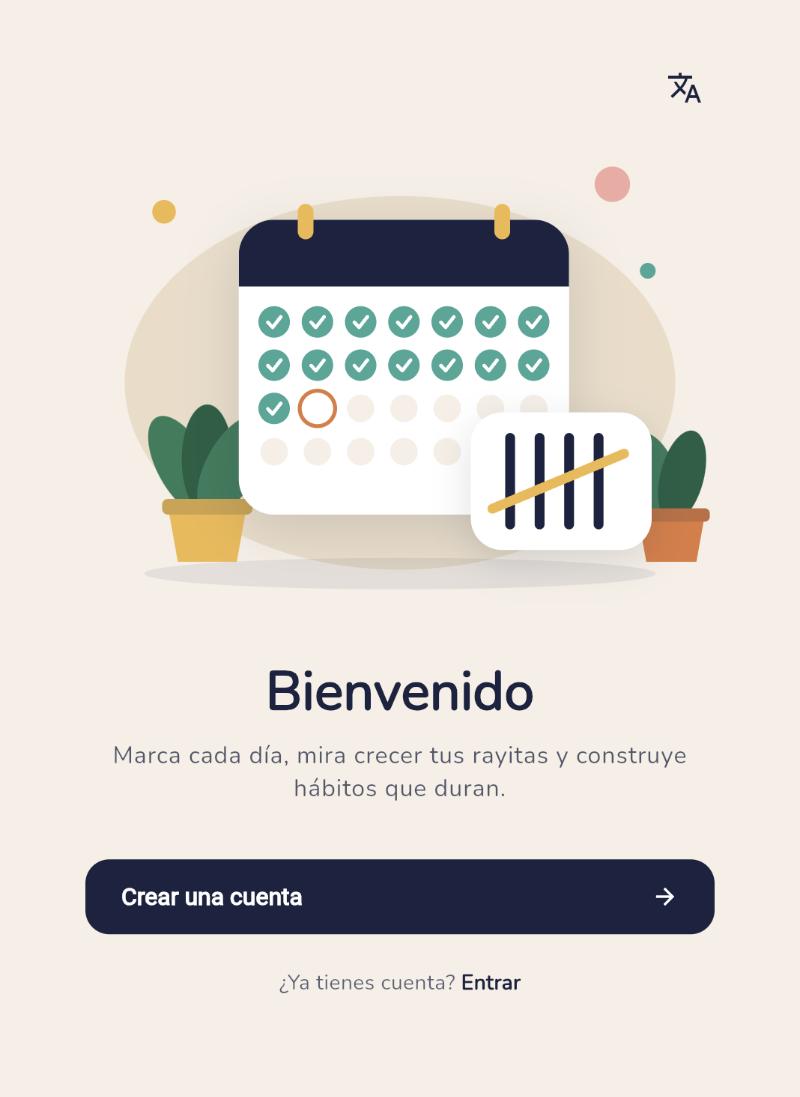 Bienvenido
Marca cada día, mira crecer tus rayitas y construye
hábitos que duran.
Crear una cuenta
¿Ya tienes cuenta? Entrar